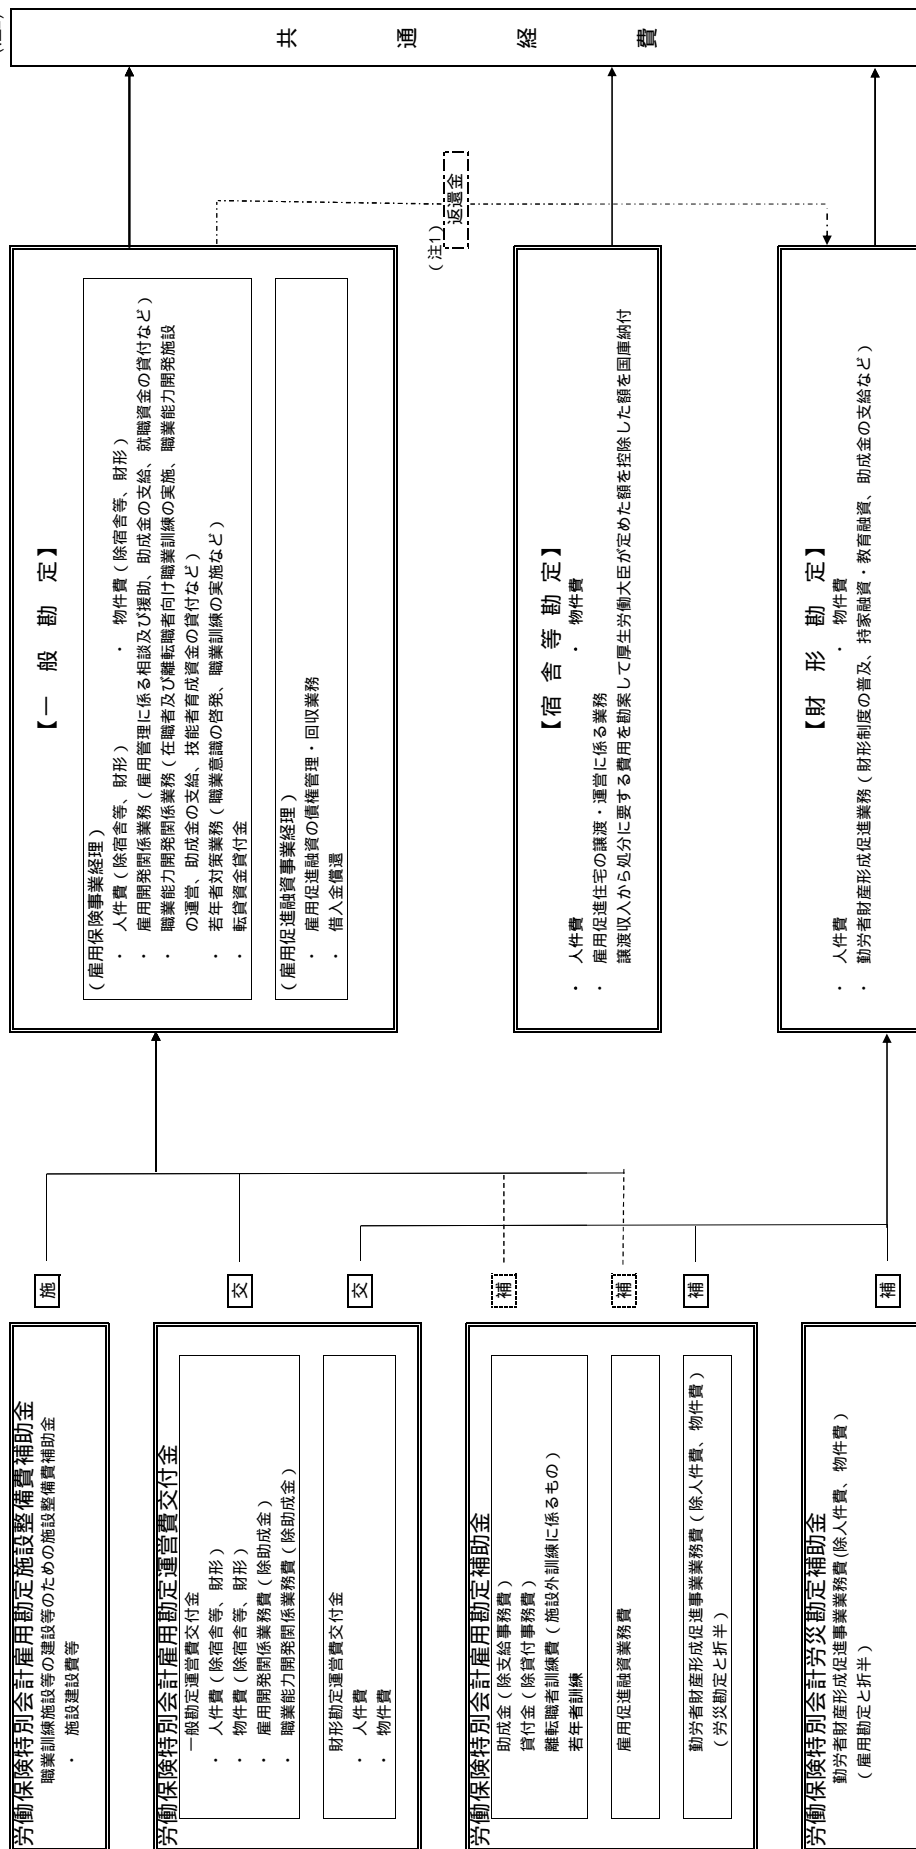 労働保険特別会計雇用勘定施設整備費補助金
職業訓練施設等の建設等のための施設整備費補助金
・ 施設建設費等
施
労働保険特別会計雇用勘定運営費交付金
一般勘定運営費交付金
・ 人件費（除宿舎等、財形）
・ 物件費（除宿舎等、財形）
・ 雇用開発関係業務費（除助成金）
・ 職業能力開発関係業務費（除助成金）
交
財形勘定運営費交付金
・ 人件費
・ 物件費
交
労働保険特別会計雇用勘定補助金
助成金（除支給事務費）
貸付金（除貸付事務費）
離転職者訓練費（施設外訓練に係るもの）
若年者訓練
補
雇用促進融資業務費
補
勤労者財産形成促進事業業務費（除人件費、物件費）
（労災勘定と折半）
補
労働保険特別会計労災勘定補助金
勤労者財産形成促進事業業務費(除人件費、物件費）
（雇用勘定と折半）
補
【一 般 勘 定】
（雇用保険事業経理）
・ 人件費（除宿舎等、財形） ・ 物件費（除宿舎等、財形）
・ 雇用開発関係業務（雇用管理に係る相談及び援助、助成金の支給、就職資金の貸付など）
・ 職業能力開発関係業務（在職者及び離転職者向け職業訓練の実施、職業能力開発施設
の運営、助成金の支給、技能者育成資金の貸付など）
・ 若年者対策業務（職業意識の啓発、職業訓練の実施など）
・ 転貸資金貸付金
（雇用促進融資事業経理）
・ 雇用促進融資の債権管理・回収業務
・ 借入金償還
（注1）
返還金
【宿 舎 等 勘 定】
・ 人件費 ・ 物件費
・ 雇用促進住宅の譲渡・運営に係る業務
譲渡収入から処分に要する費用を勘案して厚生労働大臣が定めた額を控除した額を国庫納付
【財 形 勘 定】
・ 人件費 ・ 物件費
・ 勤労者財産形成促進業務（財形制度の普及、持家融資・教育融資、助成金の支給など）
共 通 経 費